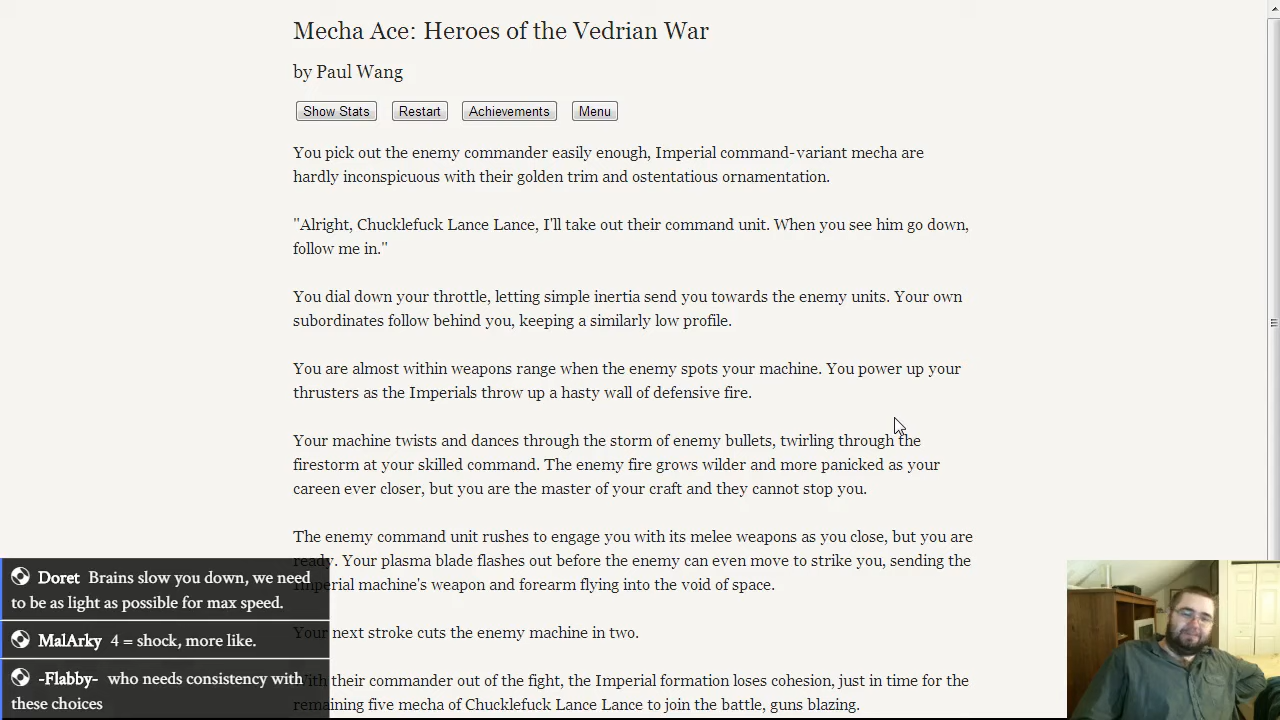 Mecha Ace: Heroes of the Vedrian War
by Paul Wang
Show Stats Restart Achievements Menu
You pick out the enemy commander easily enough, Imperial command-variant mecha are
hardly inconspicuous with their golden trim and ostentatious ornamentation.
"Alright, Chucklefuck Lance Lance, I'll take out their command unit. When you see him go down,
follow me in."
You dial down your throttle, letting simple inertia send you towards the enemy units. Your own
subordinates follow behind you, keeping a similarly low profile.
You are almost within weapons range when the enemy spots your machine. You power up your
thrusters as the Imperials throw up a hasty wall of defensive fire.
Your machine twists and dances through the storm of enemy bullets, twirling through the
firestorm at your skilled command. The enemy fire grows wilder and more panicked as your
careen ever closer, but you are the master of your craft and they cannot stop you.
The enemy command unit rushes to engage you with its melee weapons as you close, but you are
ready. Your plasma blade flashes out before the enemy can even move to strike you, sending the
Imperial machine's weapon and forearm flying into the void of space.
Your next stroke cuts the enemy machine in two.
With their commander out of the fight, the Imperial formation loses cohesion, just in time for the
remaining five mecha of Chucklefuck Lance Lance to join the battle, guns blazing.
Doret Brains slow you down, we need
to be as light as possible for max speed.
MalArky 4 = shock, more like.
-Flabby- who needs consistency with
these choices